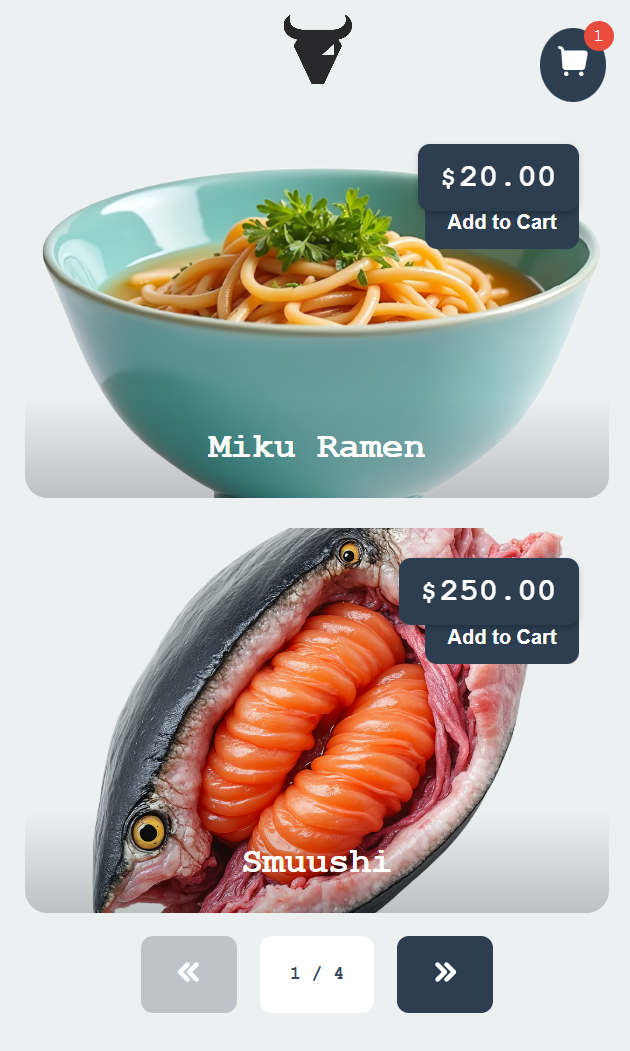 1
$20.00
Add to Cart
Miku Ramen
$250.00
Add to Cart
Smuushi
1 / 4